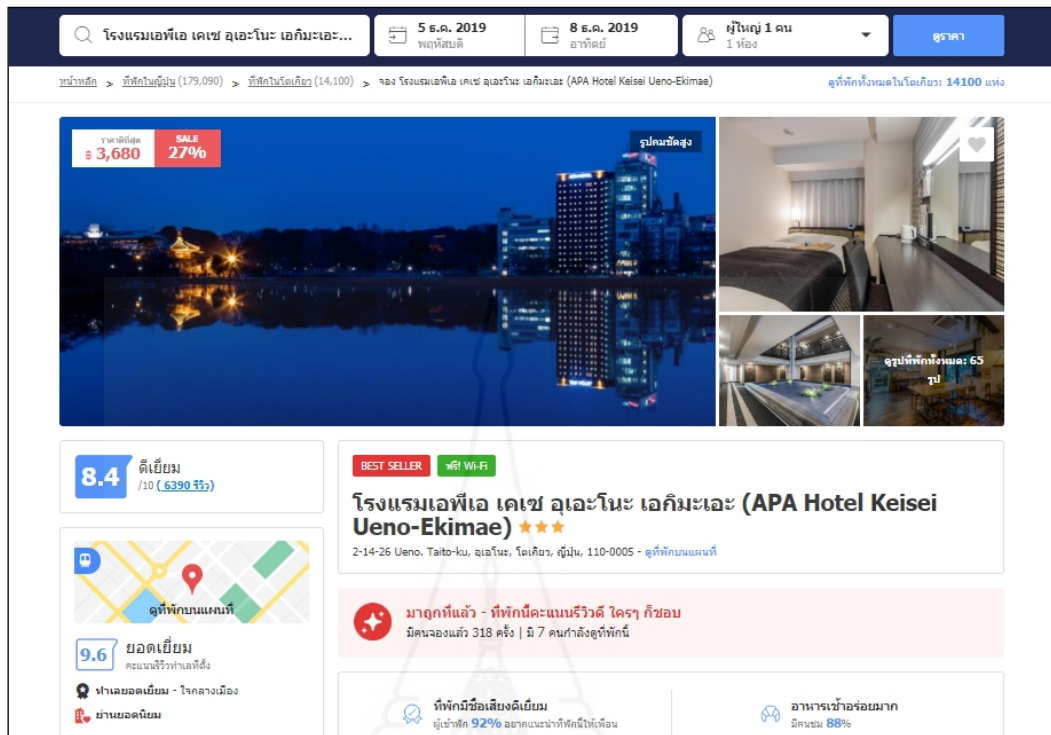 โรงแรมเอพีเอ เคเซ อุเอะโนะ เอกิมะเอะ...
5 ธ.ค. 2019
พฤหัสบดี
8 ธ.ค. 2019
อาทิตย์
ผู้ใหญ่ 1 คน
1 ห้อง
ดูราคา
หน้าหลัก > ที่พักในญี่ปุ่น (179,090) > ที่พักในโตเกียว (14,100) > จอง โรงแรมเอพีเอ เคเซ อุเอะโนะ เอกิมะเอะ (APA Hotel Keisei Ueno-Ekimae)
ดูที่พักทั้งหมดในโตเกียว: 14100 แห่ง
ราคาดีที่สุด
฿ 3,680
SALE
27%
รูปคมชัดสูง
ดูรูปที่พักทั้งหมด: 65
รูป
8.4
ดีเยี่ยม
/10 ( 6390 รีวิว)
BEST SELLER
ฟรี! Wi-Fi
โรงแรมเอพีเอ เคเซ อุเอะโนะ เอกิมะเอะ (APA Hotel Keisei
Ueno-Ekimae)
2-14-26 Ueno. Taito-ku, อุเอโนะ, โตเกียว, ญี่ปุ่น, 110-0005 - ดูที่พักบนแผนที่
ดูที่พักบนแผนที่
มาถูกที่แล้ว - ที่พักนี้คะแนนรีวิวดี ใครๆ ก็ชอบ
มีคนจองแล้ว 318 ครั้ง | มี 7 คนกำลังดูที่พักนี้
9.6
ยอดเยี่ยม
คะแนนรีวิวทำเลที่ตั้ง
ทำเลยอดเยี่ยม - ใจกลางเมือง
ย่านยอดนิยม
ที่พักมีชื่อเสียงดีเยี่ยม
ผู้เข้าพัก 92% อยากแนะนำที่พักนี้ให้เพื่อน
อาหารเช้าอร่อยมาก
มีคนชม 88%